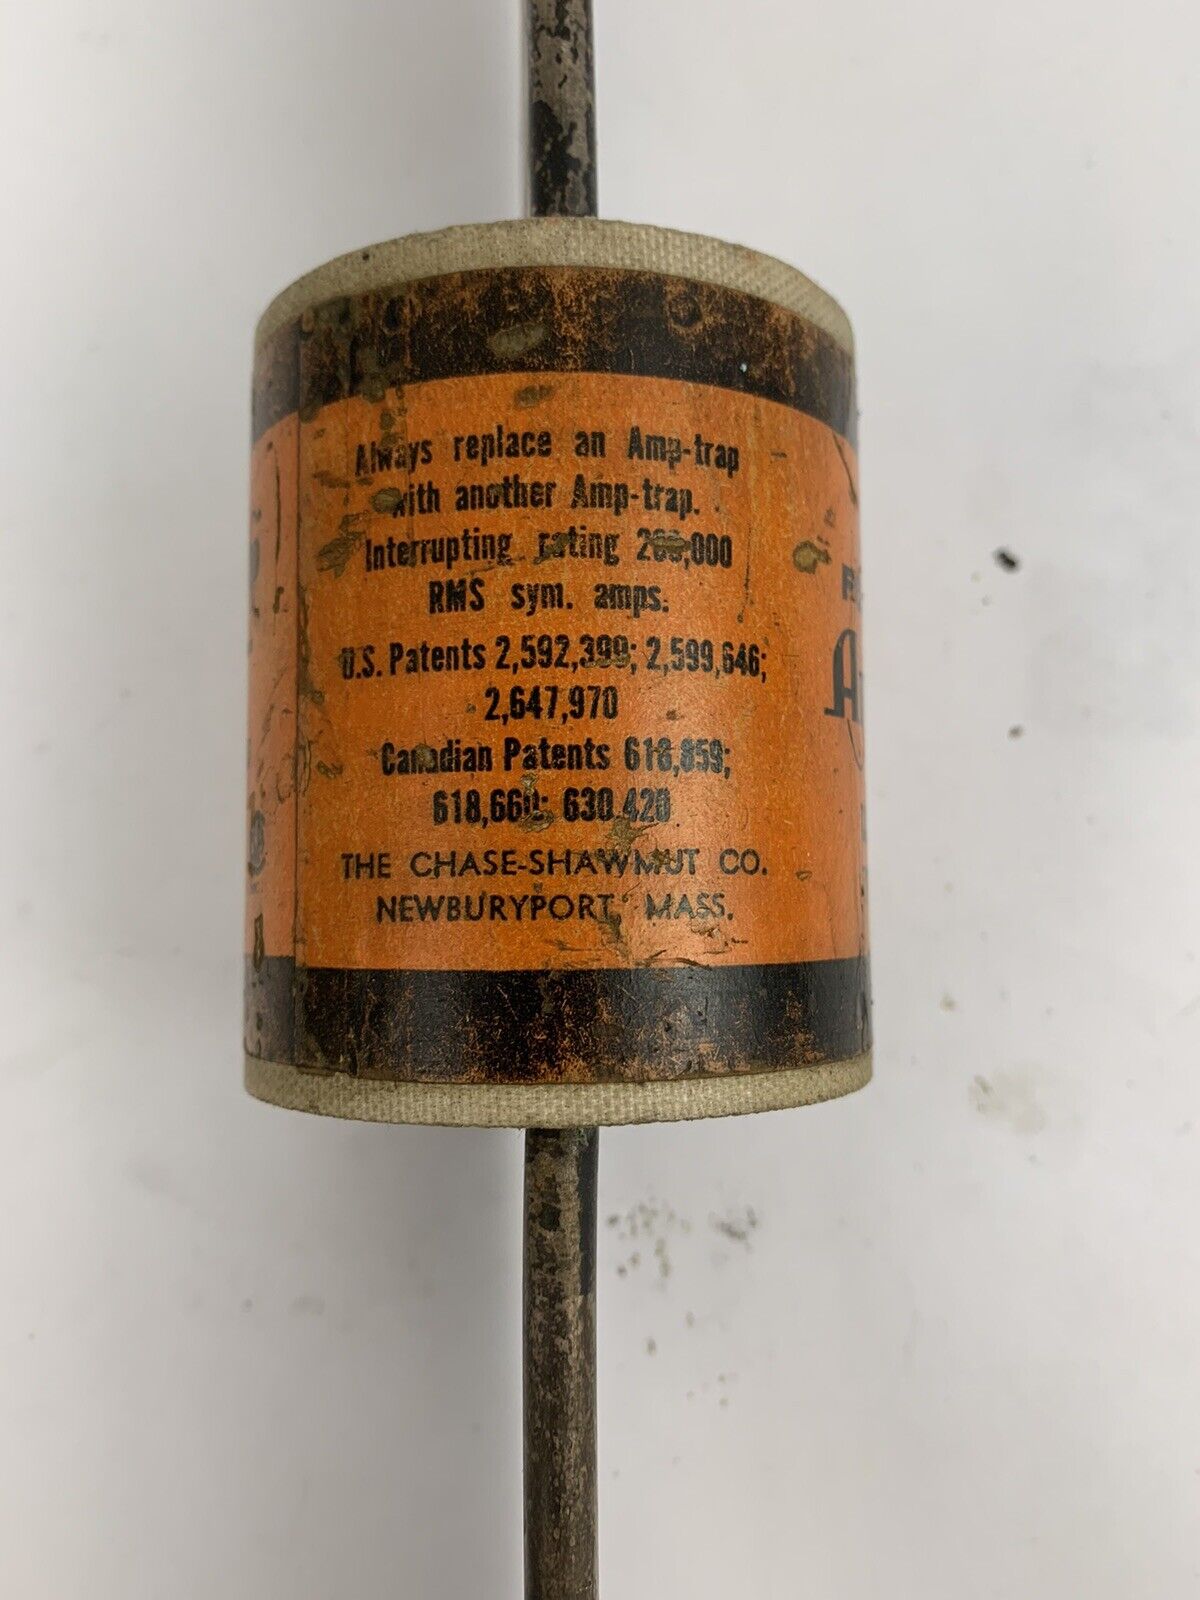 Always replace an Amp-trap
with another Amp-trap.
Interrupting rating 200,000
RMS sym. amps.
U.S. Patents 2,592,399; 2,599,646;
2,647,970
Canadian Patents 618,859;
618,660; 630,420
THE CHASE-SHAWMUT CO.
NEWBURYPORT, MASS.
8